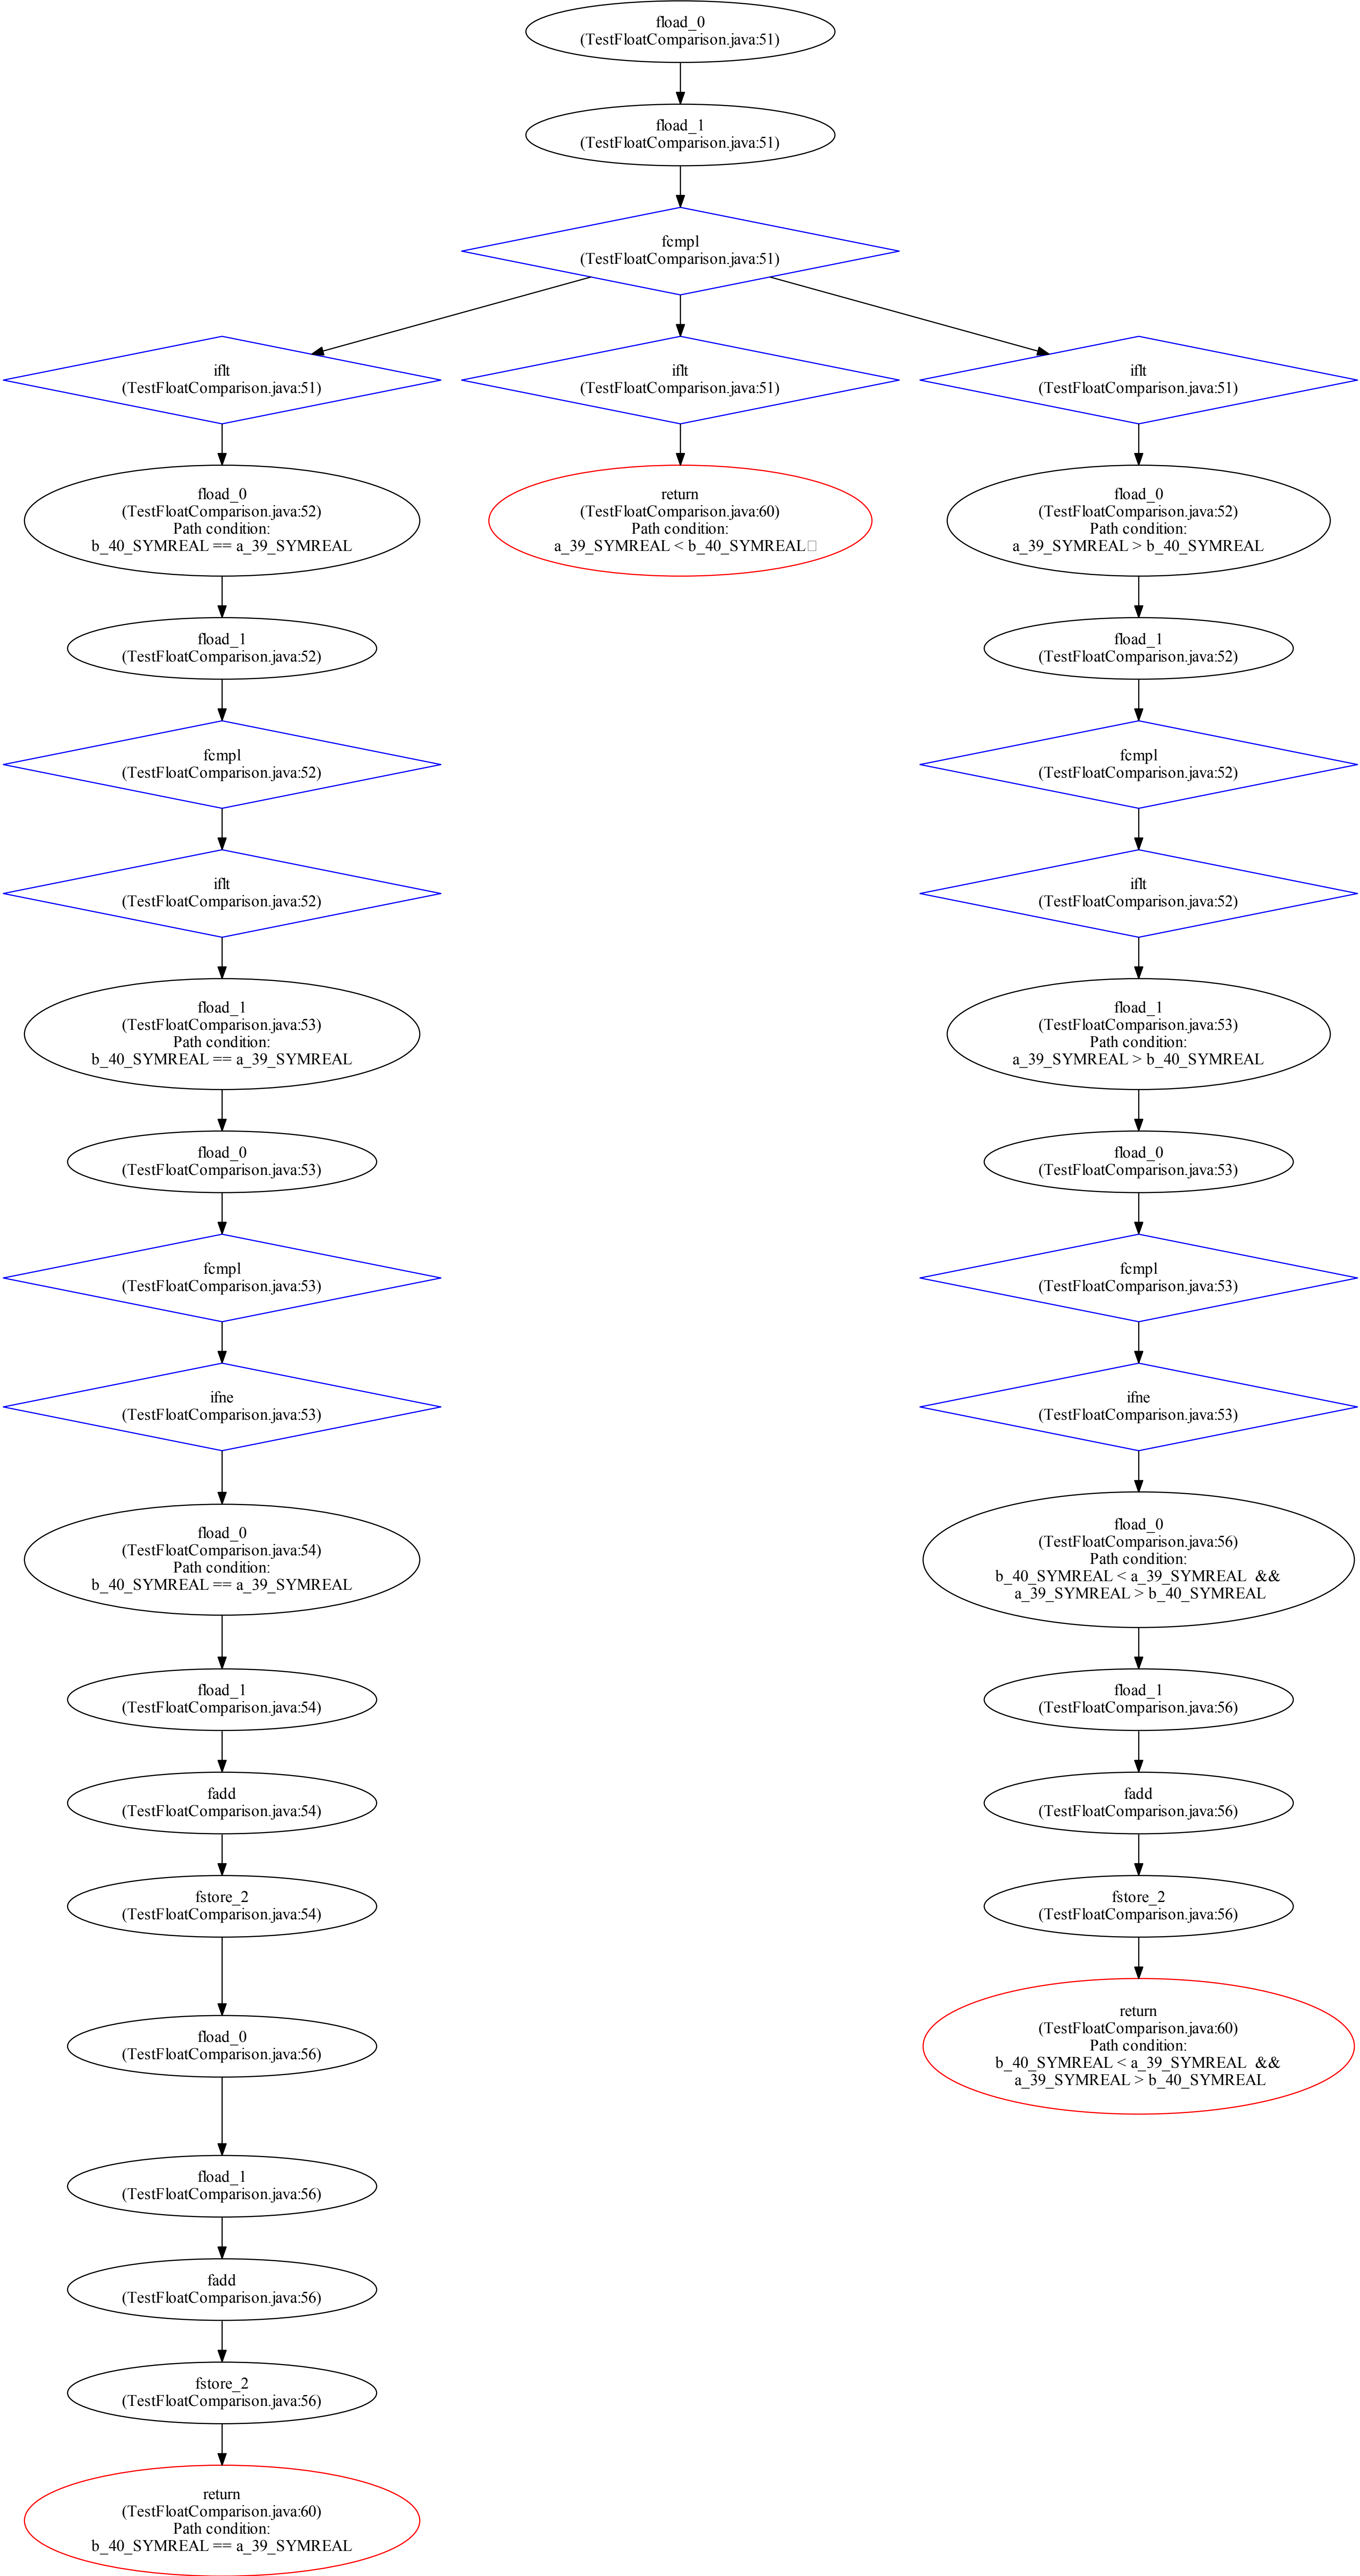 fload_0
(TestFloatComparison.java:51)
fload_1
(TestFloatComparison.java:51)
fcmpl
(TestFloatComparison.java:51)
iflt
(TestFloatComparison.java:51)
iflt
(TestFloatComparison.java:51)
iflt
(TestFloatComparison.java:51)
fload_0
(TestFloatComparison.java:52)
Path condition:
b_40_SYMREAL == a_39_SYMREAL
return
(TestFloatComparison.java:60)
Path condition:
a_39_SYMREAL < b_40_SYMREAL□
fload_0
(TestFloatComparison.java:52)
Path condition:
a_39_SYMREAL > b_40_SYMREAL
fload_1
(TestFloatComparison.java:52)
fload_1
(TestFloatComparison.java:52)
fcmpl
(TestFloatComparison.java:52)
fcmpl
(TestFloatComparison.java:52)
iflt
(TestFloatComparison.java:52)
iflt
(TestFloatComparison.java:52)
fload_1
(TestFloatComparison.java:53)
Path condition:
b_40_SYMREAL == a_39_SYMREAL
fload_1
(TestFloatComparison.java:53)
Path condition:
a_39_SYMREAL > b_40_SYMREAL
fload_0
(TestFloatComparison.java:53)
fload_0
(TestFloatComparison.java:53)
fcmpl
(TestFloatComparison.java:53)
fcmpl
(TestFloatComparison.java:53)
ifne
(TestFloatComparison.java:53)
ifne
(TestFloatComparison.java:53)
fload_0
(TestFloatComparison.java:54)
Path condition:
b_40_SYMREAL == a_39_SYMREAL
fload_0
(TestFloatComparison.java:56)
Path condition:
b_40_SYMREAL < a_39_SYMREAL &&
a_39_SYMREAL > b_40_SYMREAL
fload_1
(TestFloatComparison.java:54)
fload_1
(TestFloatComparison.java:56)
fadd
(TestFloatComparison.java:54)
fadd
(TestFloatComparison.java:56)
fstore_2
(TestFloatComparison.java:54)
fstore_2
(TestFloatComparison.java:56)
fload_0
(TestFloatComparison.java:56)
return
(TestFloatComparison.java:60)
Path condition:
b_40_SYMREAL < a_39_SYMREAL &&
a_39_SYMREAL > b_40_SYMREAL
fload_1
(TestFloatComparison.java:56)
fadd
(TestFloatComparison.java:56)
fstore_2
(TestFloatComparison.java:56)
return
(TestFloatComparison.java:60)
Path condition:
b_40_SYMREAL == a_39_SYMREAL